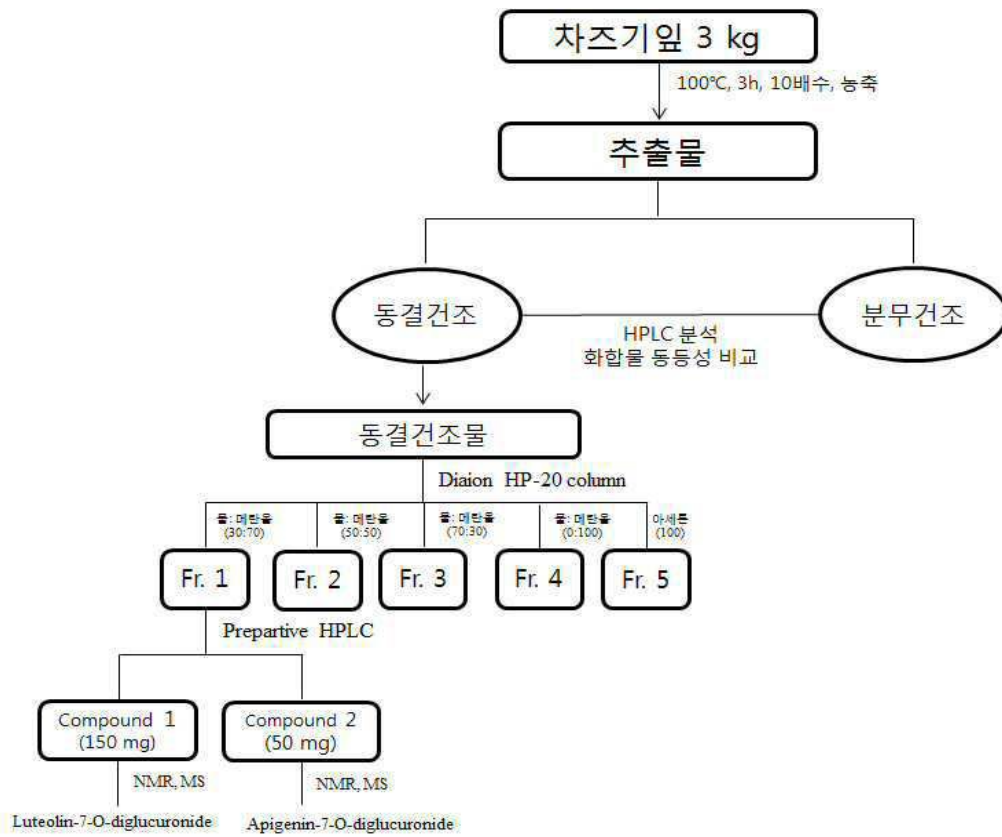 차즈기잎 3 kg
100℃, 3h, 10배수, 농축
추출물
동결건조
분무건조
HPLC 분석
화합물 동등성 비교
동결건조물
Diaion HP-20 column
물: 메탄올
(30:70)
물: 메탄올
(50:50)
물: 메탄올
(70:30)
물: 메탄올
(0:100)
아세톤
(100)
Fr. 1
Fr. 2
Fr. 3
Fr. 4
Fr. 5
Prepartive HPLC
Compound 1
(150 mg)
Compound 2
(50 mg)
NMR, MS
NMR, MS
Luteolin-7-O-diglucuronide
Apigenin-7-O-diglucuronide